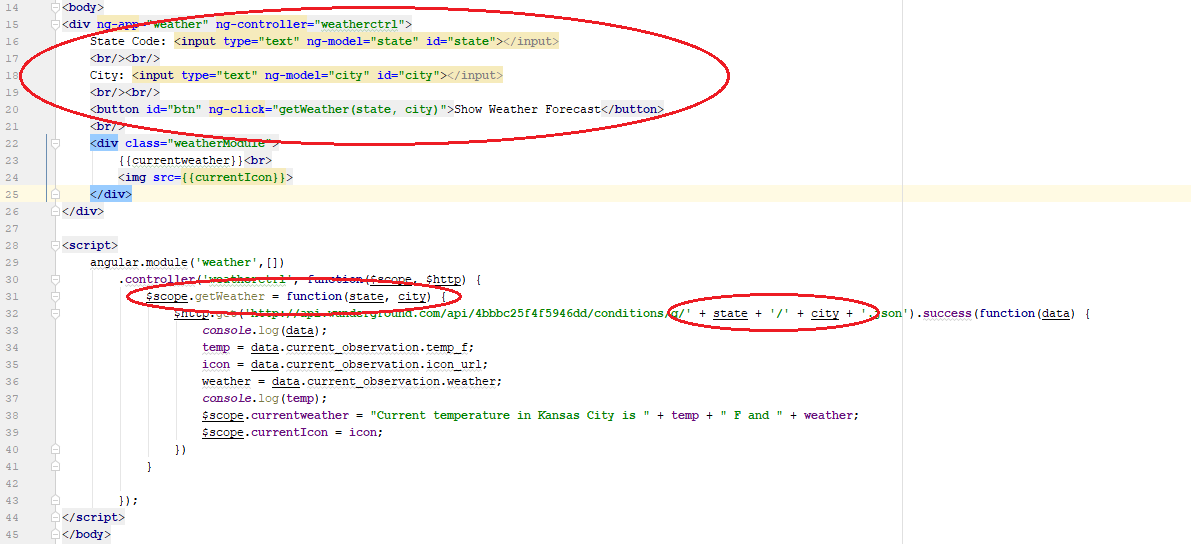 14 <body>
15 <div ng-app="weather" ng-controller="weatherctrl">
16 State Code: <input type="text" ng-model="state" id="state"></input>
17 <br/><br/>
18 City: <input type="text" ng-model="city" id="city"></input>
19 <br/><br/>
20 <button id="btn" ng-click="getWeather(state, city)">Show Weather Forecast</button>
21 <br/>
22 <div class="weatherModule">
23 {{currentweather}}<br>
24 <img src={{currentIcon}}>
25 </div>
26 </div>
27
28 <script>
29 angular.module('weather',[])
30 .controller('weatherctrl', function($scope, $http) {
31 $scope.getWeather = function(state, city) {
32 $http.get('http://api.wunderground.com/api/4bbbc25f4f5946dd/conditions/q/' + state + '/' + city + '.json').success(function(data) {
33 console.log(data);
34 temp = data.current_observation.temp_f;
35 icon = data.current_observation.icon_url;
36 weather = data.current_observation.weather;
37 console.log(temp);
38 $scope.currentweather = "Current temperature in Kansas City is " + temp + " F and " + weather;
39 $scope.currentIcon = icon;
40 })
41 }
42
43 });
44 </script>
45 </body>